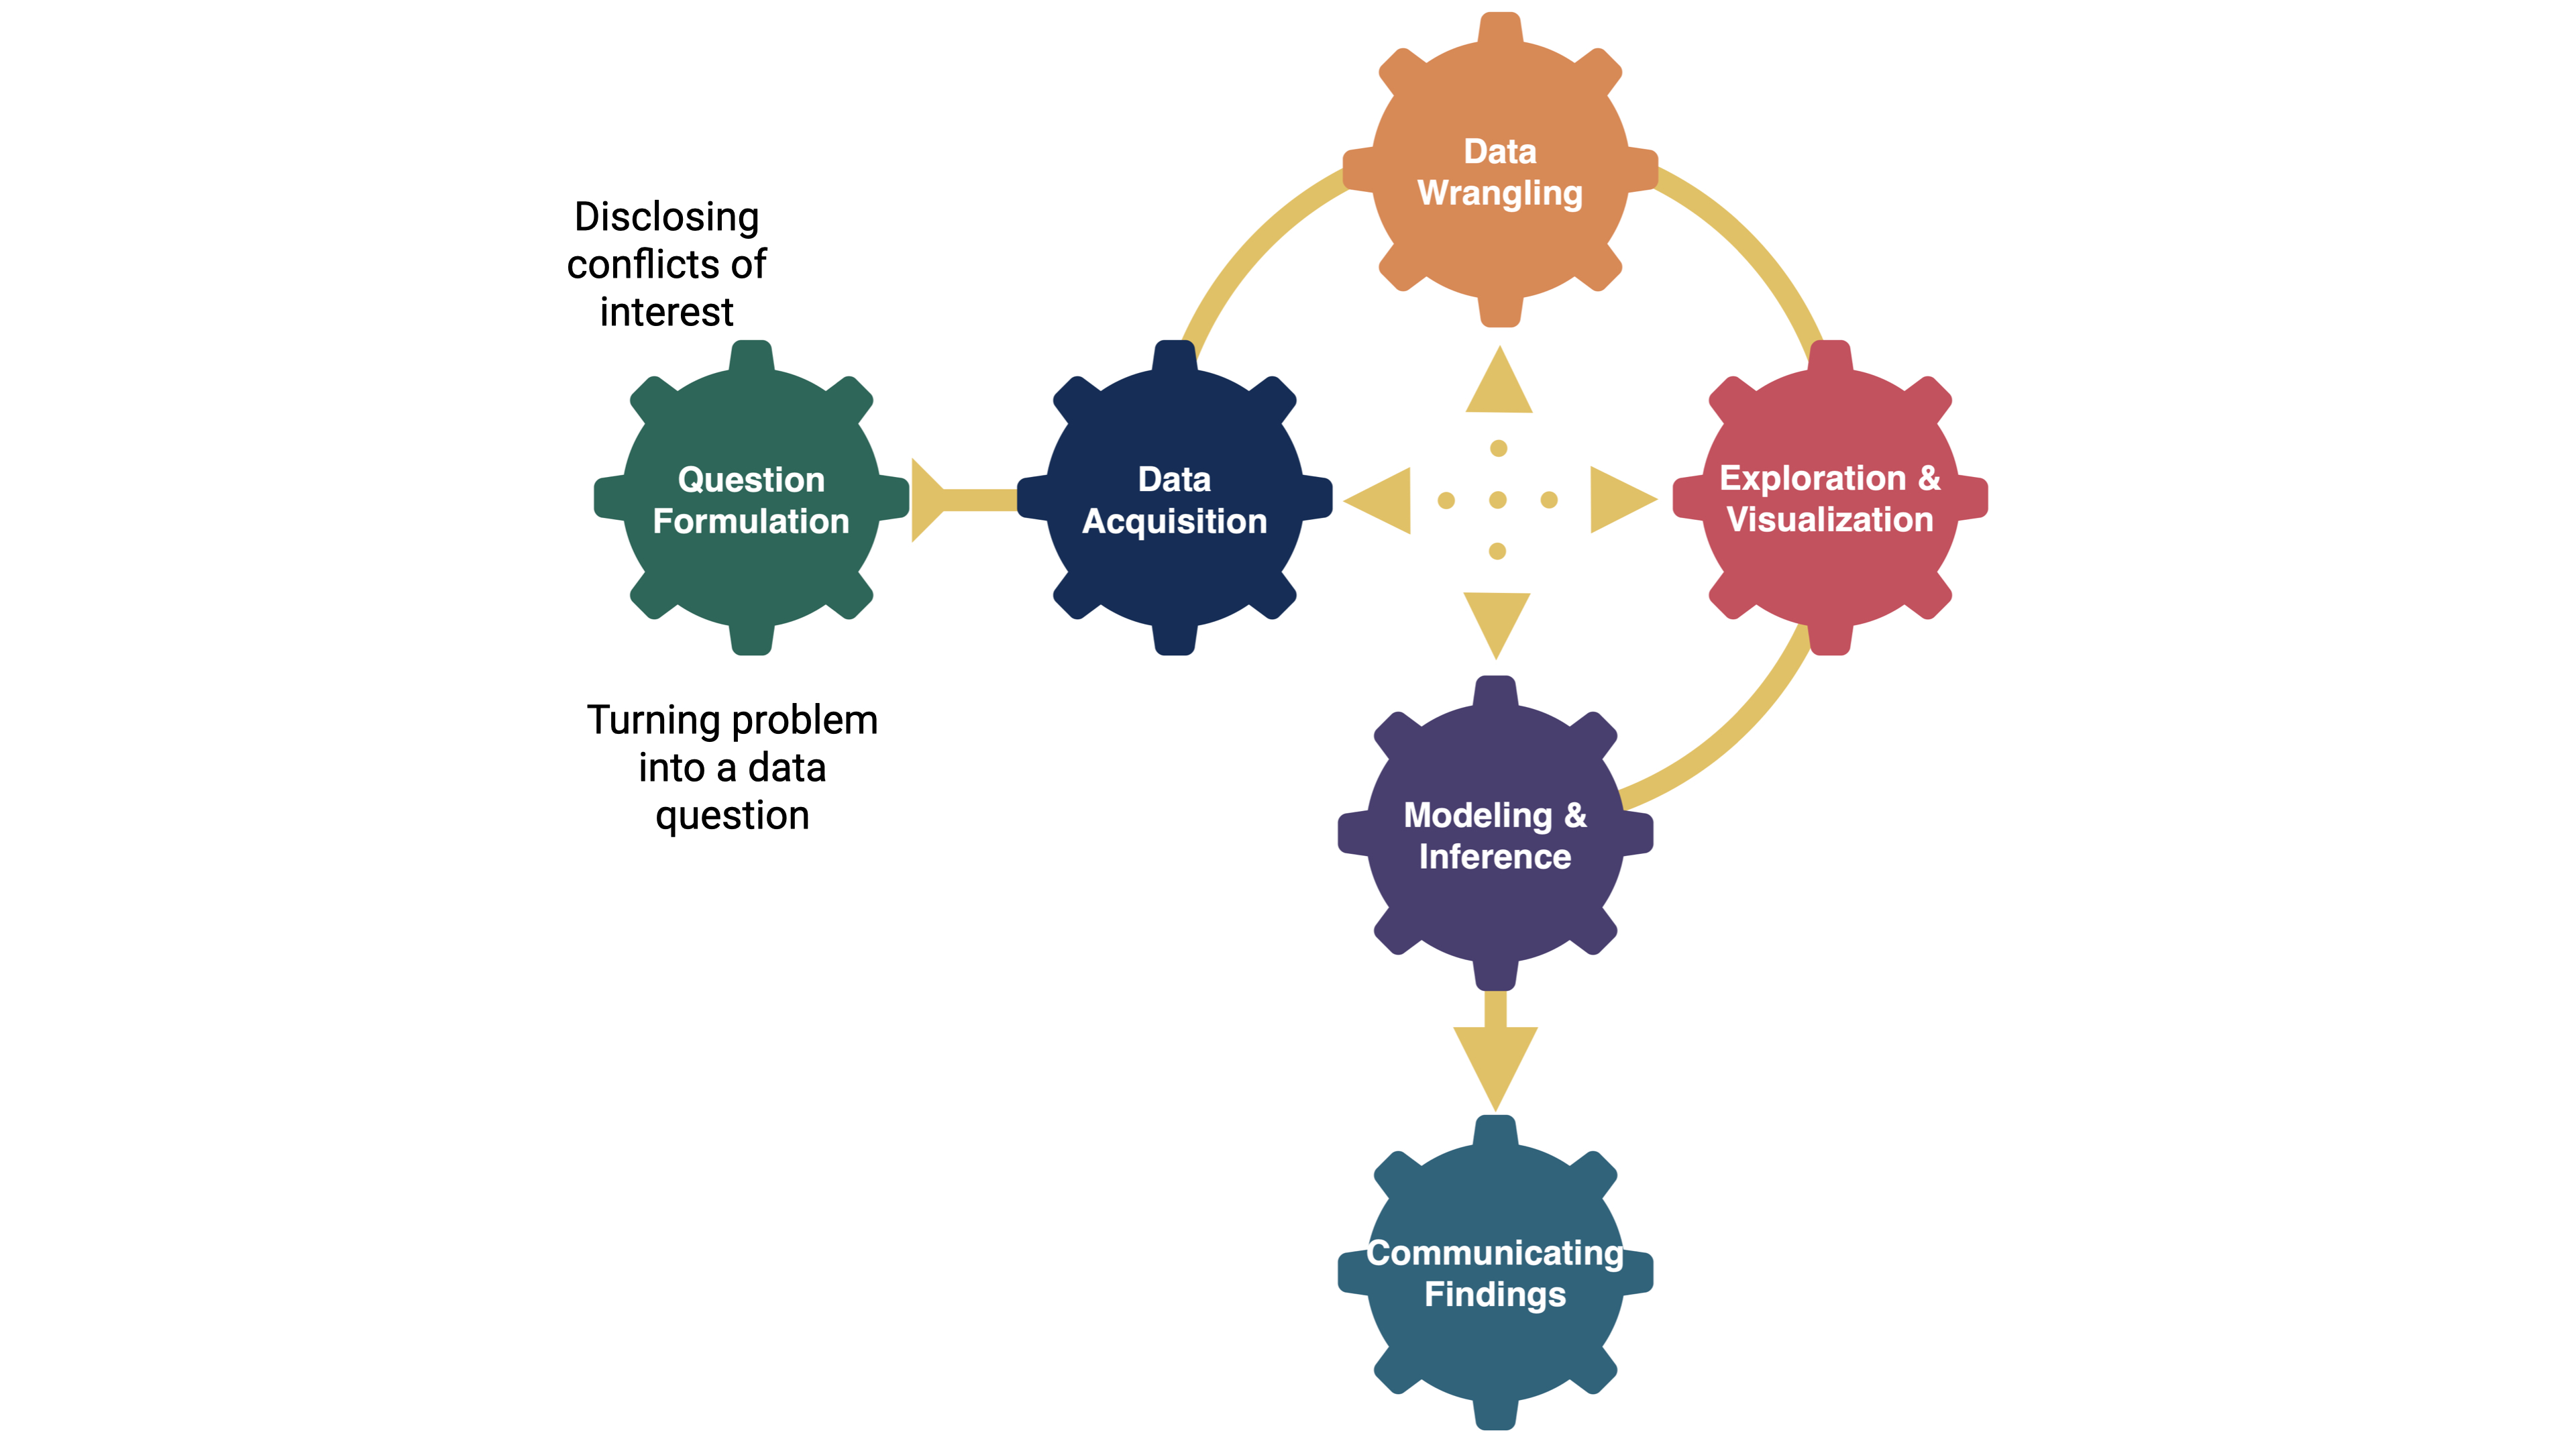 Data
Wrangling
Disclosing
conflicts of
interest
Question
Formulation
Data
Acquisition
Exploration &
Visualization
Turning problem
into a data
question
Modeling &
Inference
Communicating
Findings